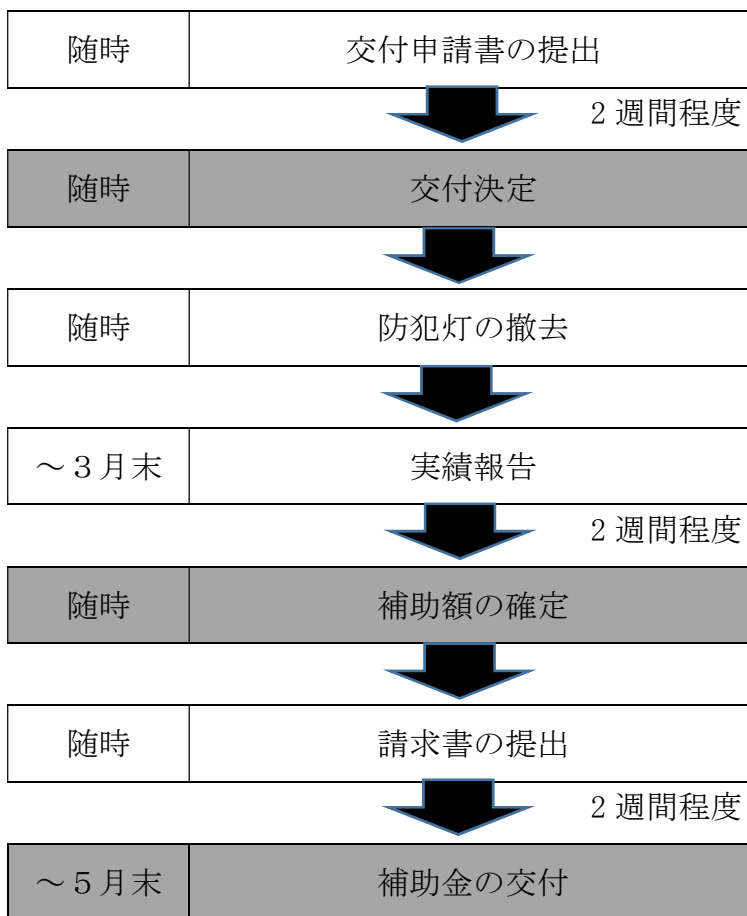 随時 交付申請書の提出
2週間程度
随時 交付決定
随時 防犯灯の撤去
～３月末 実績報告
2週間程度
随時 補助額の確定
随時 請求書の提出
2週間程度
～５月末 補助金の交付